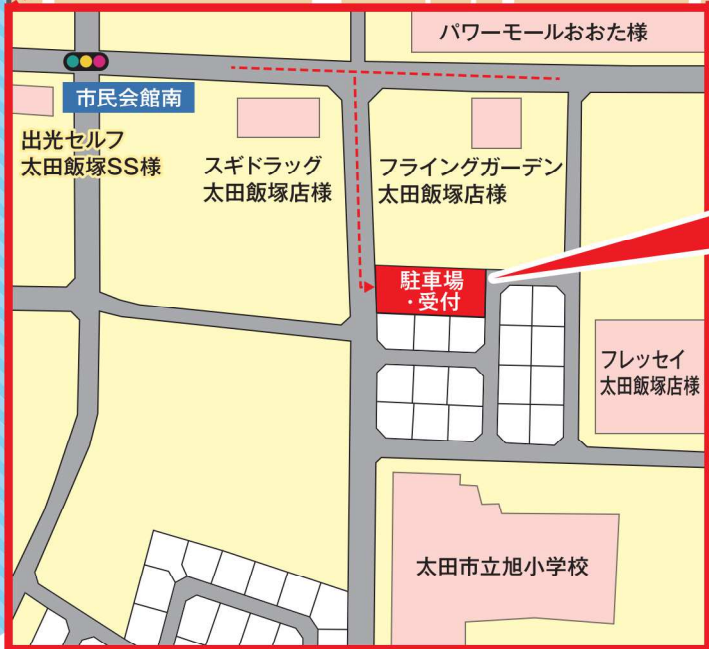 パワーモールおおた様
市民会館南
出光セルフ
太田飯塚SS様
スギドラッグ
太田飯塚店様
フライングガーデン
太田飯塚店様
駐車場
・受付
フレッセイ
太田飯塚店様
太田市立旭小学校